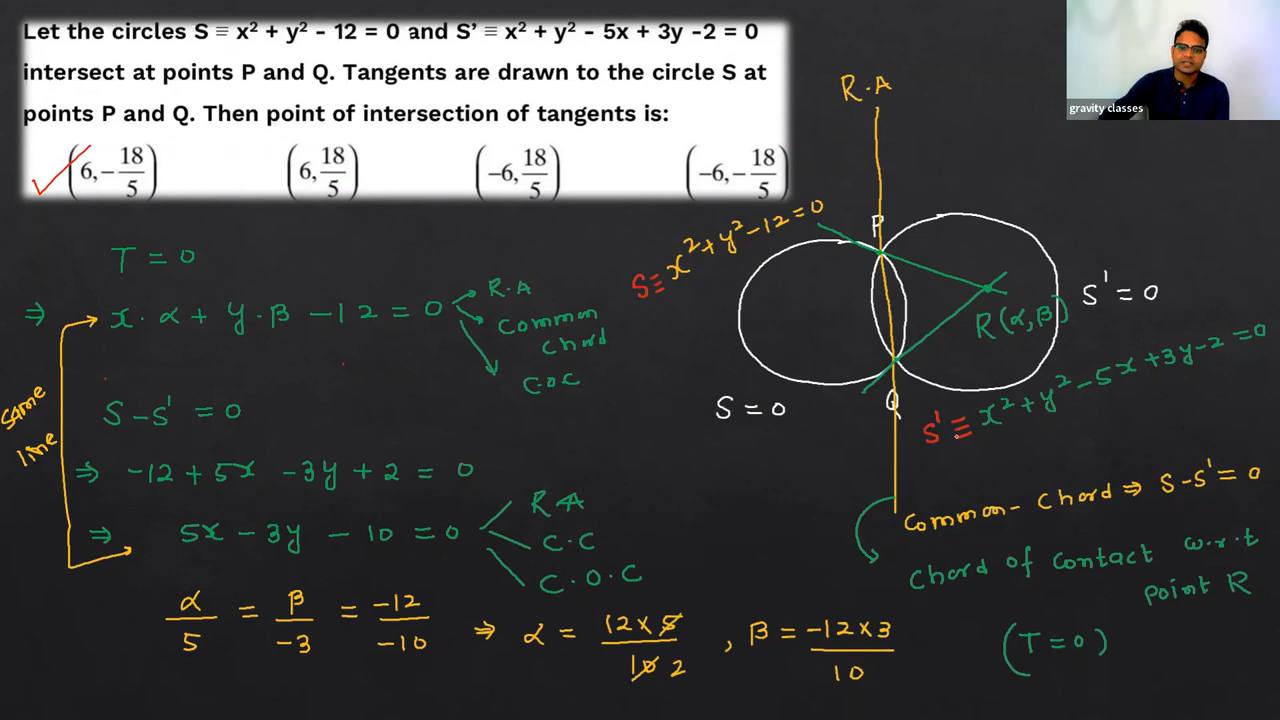 Let the circles S ≡ x² + y² - 12 = 0 and S’ ≡ x² + y² - 5x + 3y -2 = 0
intersect at points P and Q. Tangents are drawn to the circle S at
points P and Q. Then point of intersection of tangents is:
(6, -18/5) (6, 18/5) (-6, 18/5) (-6, -18/5)
gravity classes
R.A
P
S ≡ x² + y² - 12 = 0
S' = 0
R(α, β)
S = 0
Q
S' ≡ x² + y² - 5x + 3y - 2 = 0
T = 0
⇒ x·α + y·β - 12 = 0
R.A
Common
Chord
C.O.C
same
line
S - S' = 0
⇒ -12 + 5x - 3y + 2 = 0
⇒ 5x - 3y - 10 = 0
RA
C.C
C.O.C
α/5 = β/-3 = -12/-10 ⇒ α = 12×5/10 2 , β = -12×3/10
Common-Chord ⇒ S-S' = 0
Chord of Contact w.r.t
point R
(T = 0)